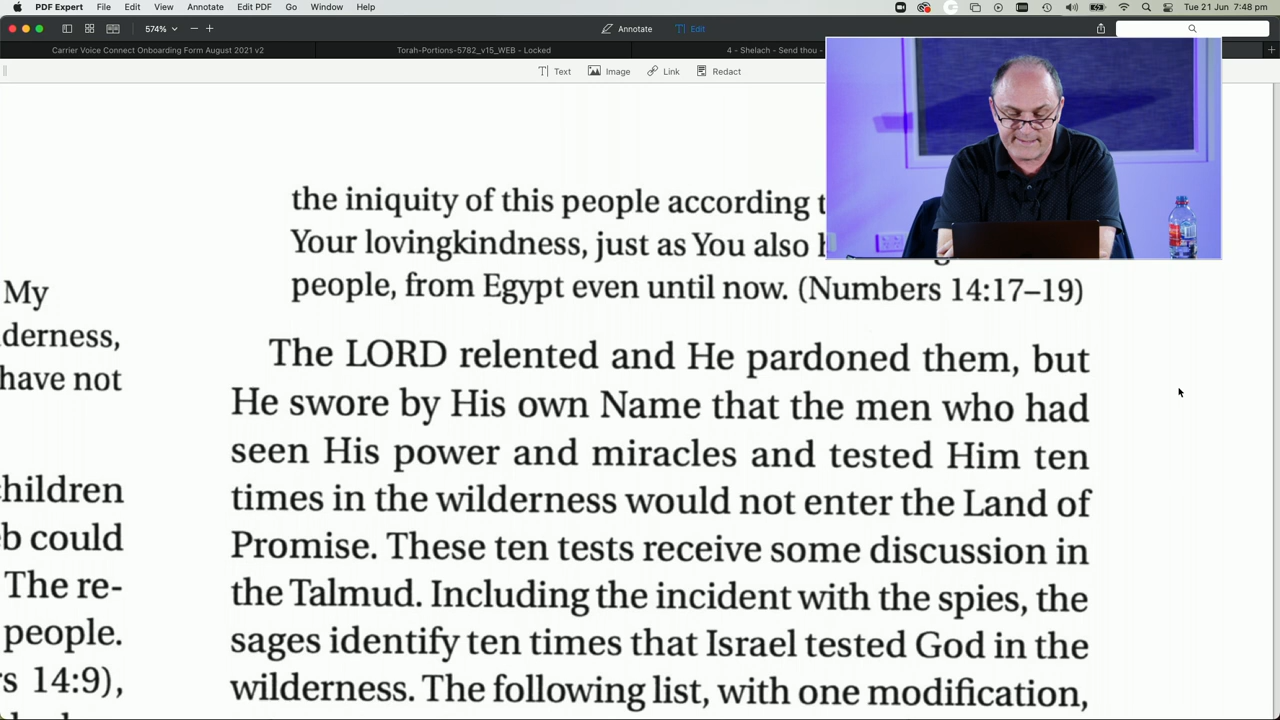 PDF Expert File Edit View Annotate Edit PDF Go Window Help
Tue 21 Jun 7:48 pm
574%
Annotate
Edit
Carrier Voice Connect Onboarding Form August 2021 v2
Torah-Portions-5782_v15_WEB - Locked
4 - Shelach - Send thou -
Text
Image
Link
Redact
My
derness,
have not
children
b could
The re-
people.
s 14:9),
the iniquity of this people according
Your lovingkindness, just as You also
people, from Egypt even until now. (Numbers 14:17–19)
The LORD relented and He pardoned them, but
He swore by His own Name that the men who had
seen His power and miracles and tested Him ten
times in the wilderness would not enter the Land of
Promise. These ten tests receive some discussion in
the Talmud. Including the incident with the spies, the
sages identify ten times that Israel tested God in the
wilderness. The following list, with one modification,